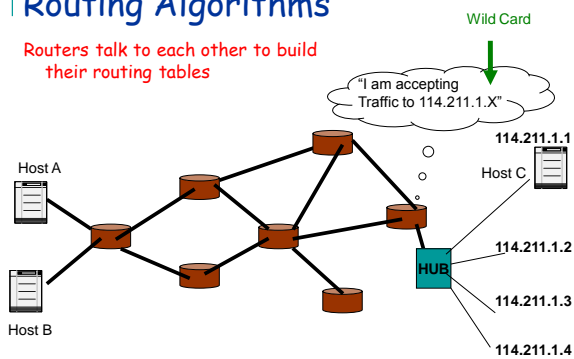 Routing Algorithms
Wild Card
Routers talk to each other to build
their routing tables
“I am accepting
Traffic to 114.211.1.X”
114.211.1.1
Host A
Host C
114.211.1.2
HUB
114.211.1.3
Host B
114.211.1.4